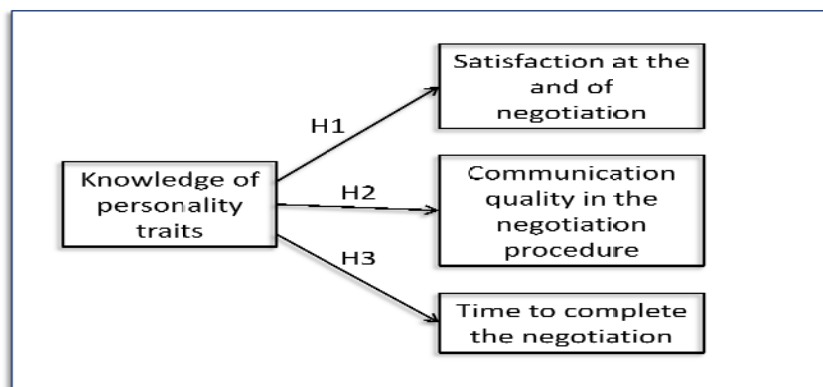 Satisfaction at the
and of
negotiation
H1
Knowledge of
personality
traits
H2
Communication
quality in the
negotiation
procedure
H3
Time to complete
the negotiation